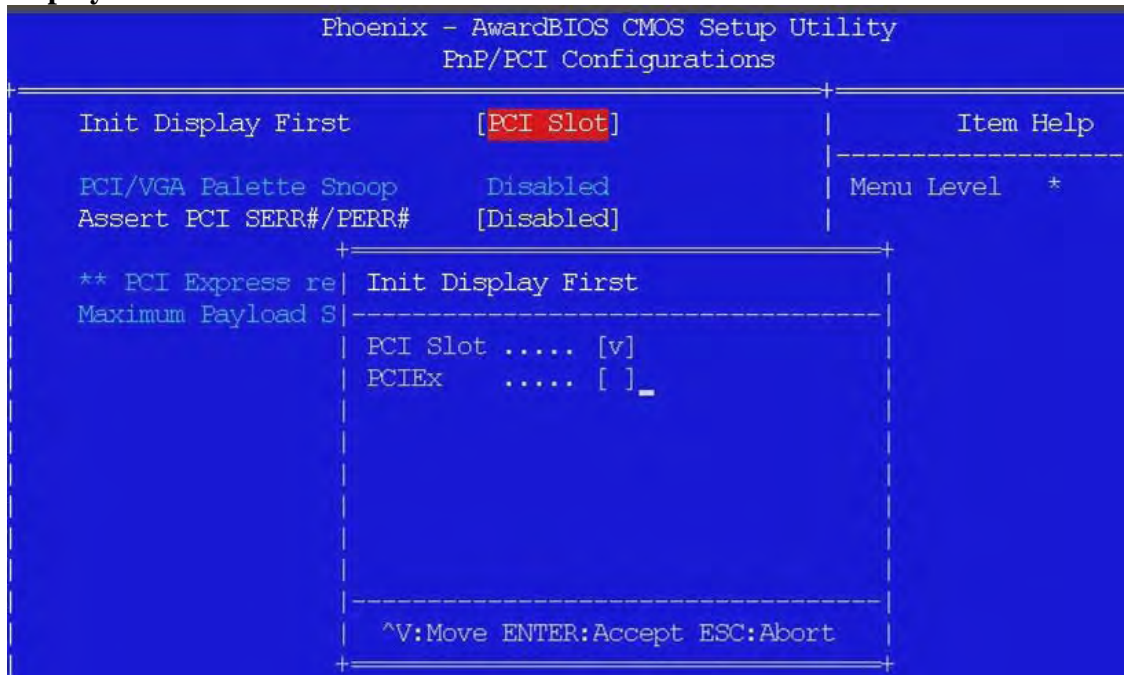 Phoenix - AwardBIOS CMOS Setup Utility
PnP/PCI Configurations
Init Display First [PCI Slot]
Item Help
PCI/VGA Palette Snoop Disabled
Menu Level *
Assert PCI SERR#/PERR# [Disabled]
** PCI Express re
Maximum Payload S
Init Display First
PCI Slot ..... [v]
PCIEx ..... [ ]
^V:Move ENTER:Accept ESC:Abort